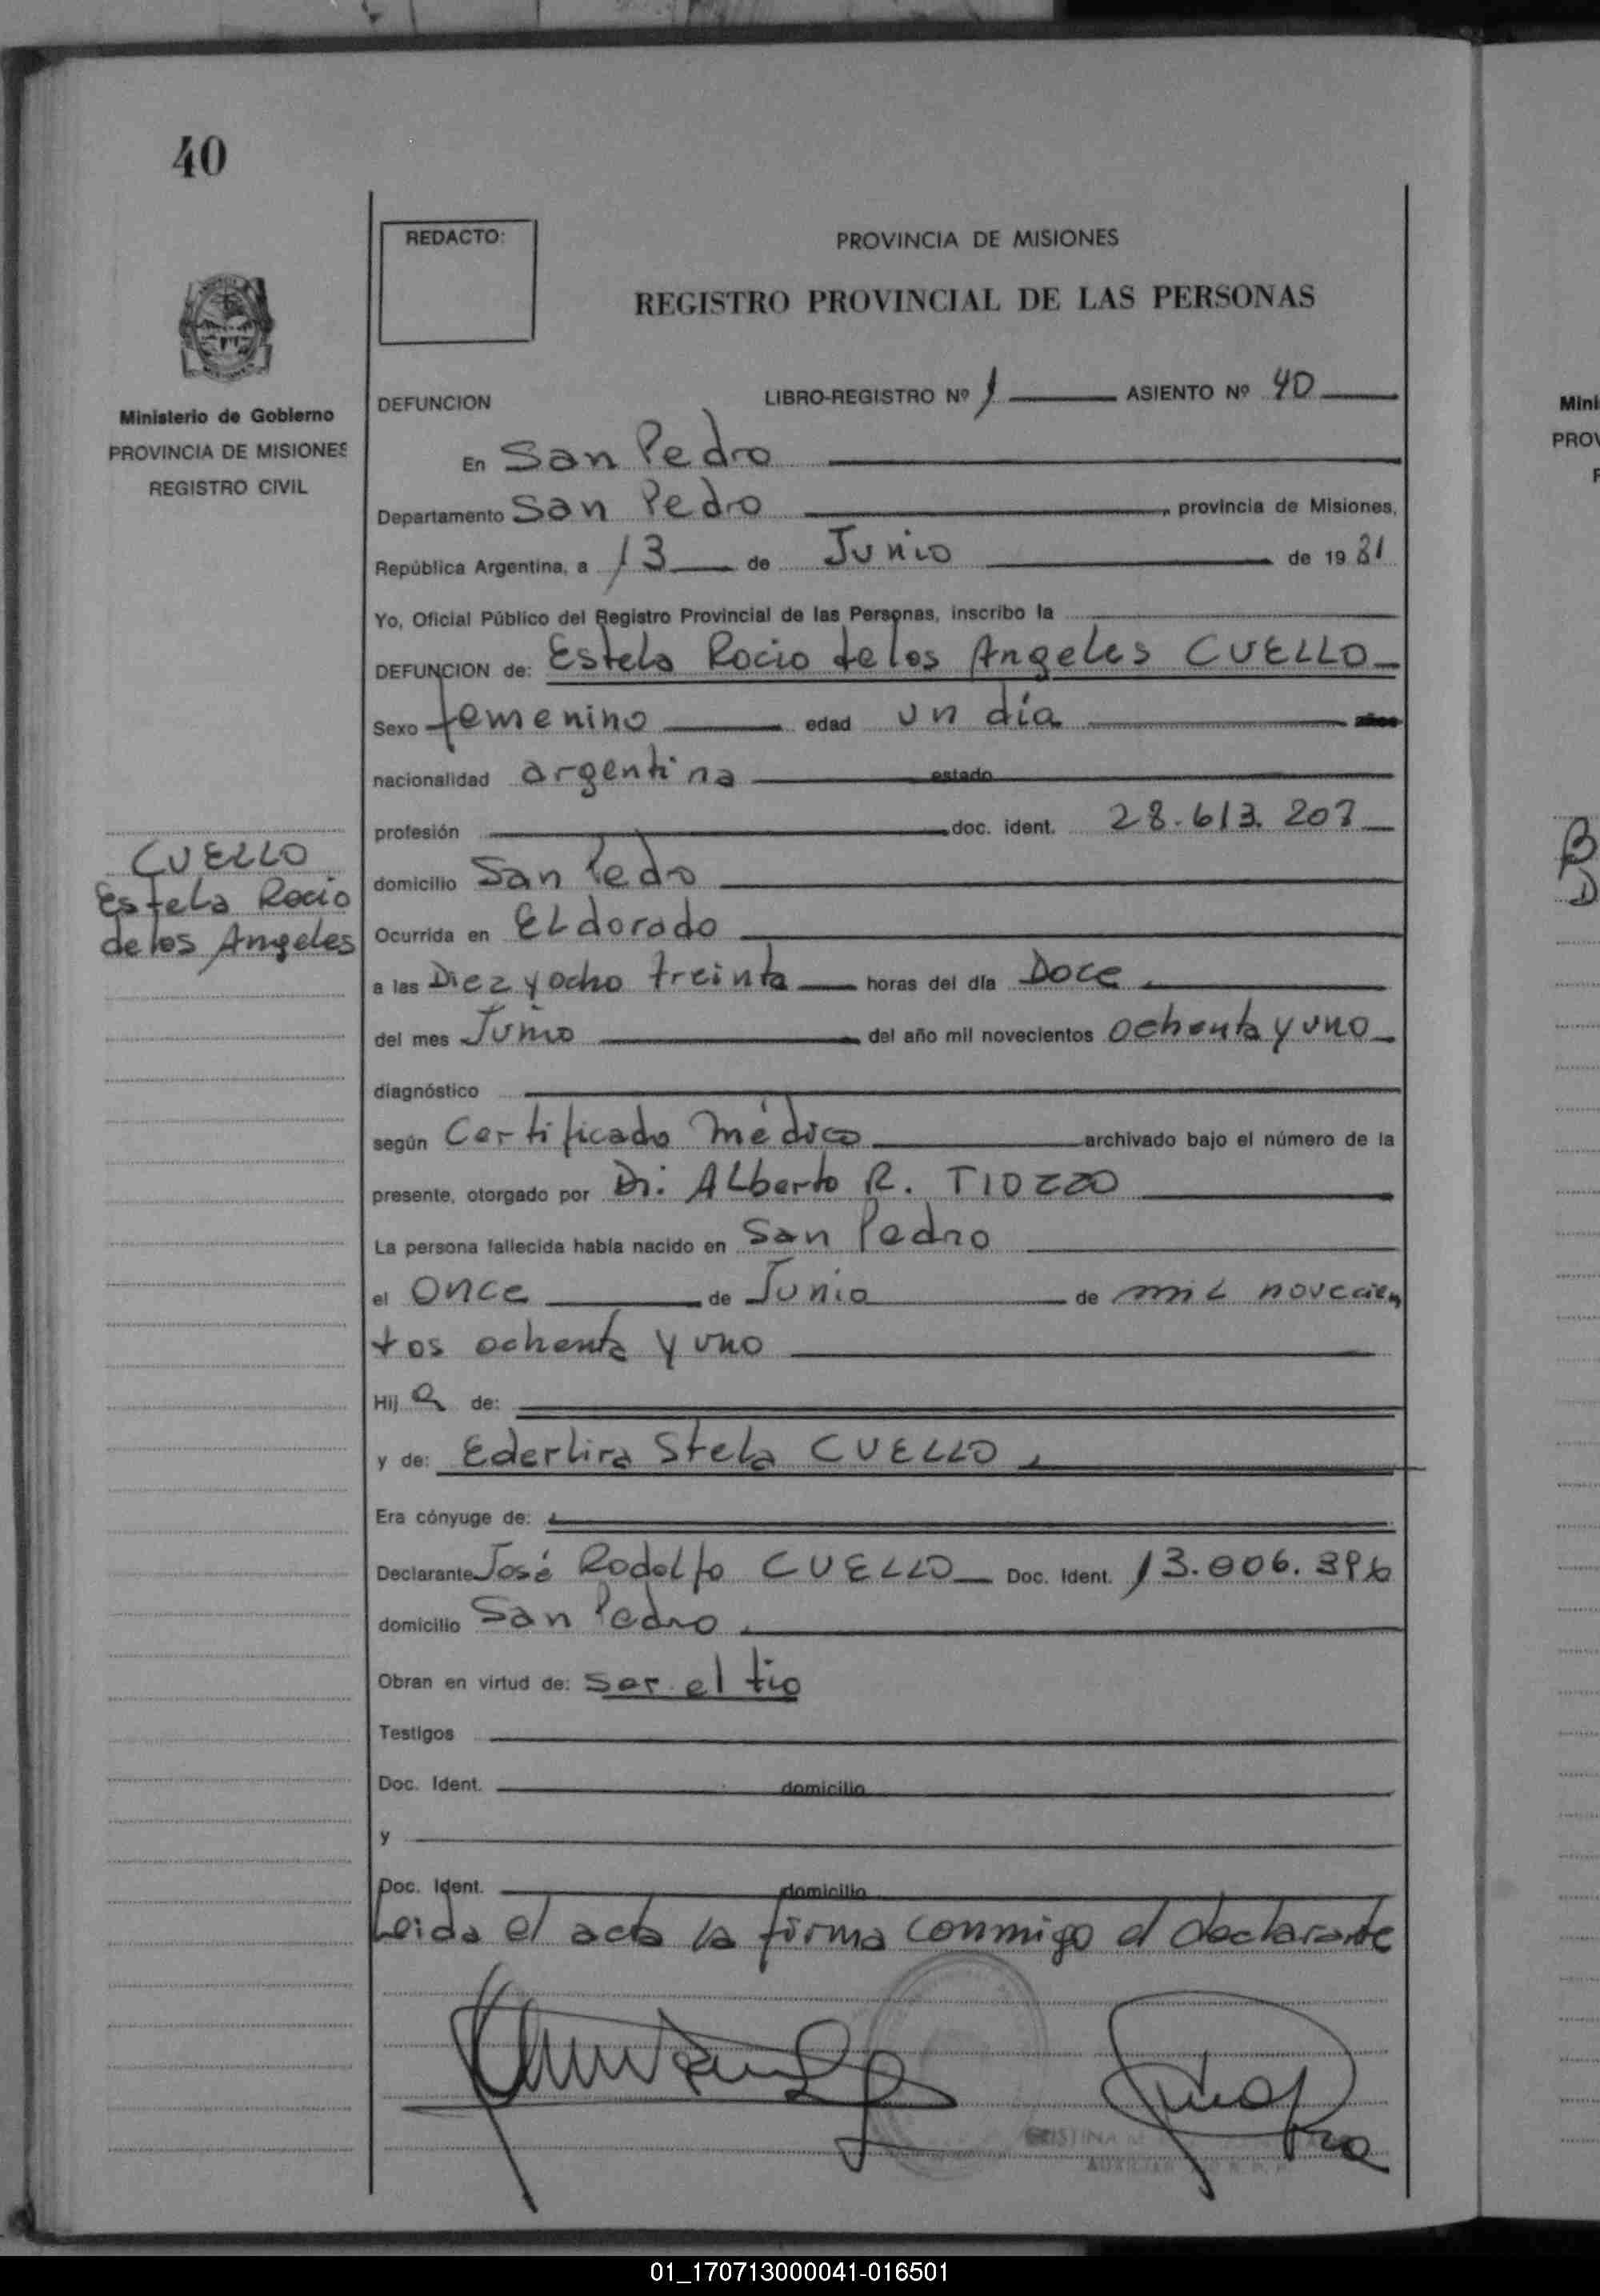 40
REDACTO:
PROVINCIA DE MISIONES
REGISTRO PROVINCIAL DE LAS PERSONAS
Ministerio de Gobierno
PROVINCIA DE MISIONES
REGISTRO CIVIL
DEFUNCION LIBRO-REGISTRO Nº 1 ASIENTO Nº 40
En San Pedro
Departamento San Pedro, provincia de Misiones,
República Argentina, a 13 de Junio de 1981
Yo, Oficial Público del Registro Provincial de las Personas, inscribo la
DEFUNCION de: Estela Rocio de los Angeles CUELLO
Sexo femenino edad un día años
nacionalidad argentina estado
profesión doc. ident. 28.613.207
CUELLO
Estela Rocio
de los Angeles
domicilio San Pedro
Ocurrida en ELdorado
a las Diez y ocho treinta horas del día Doce
del mes Junio del año mil novecientos ochenta y uno
diagnóstico
según Certificado Médico archivado bajo el número de la
presente, otorgado por Dr. ALberto R. TIOZZO
La persona fallecida había nacido en San Pedro
el Once de Junio de miL novecien
tos ochenta y uno
Hij a de:
y de: Ederlira Stela CUELLO
Era cónyuge de:
Declarante José Rodolfo CUELLO Doc. Ident. 13.006.396
domicilio San Pedro
Obran en virtud de: ser el tio
Testigos
Doc. Ident. domicilio
y
Doc. Ident. domicilio
Leida el acta la firma conmigo el declarante
CRISTINA
AUXILIAR
Mini
PROV
01_170713000041-016501